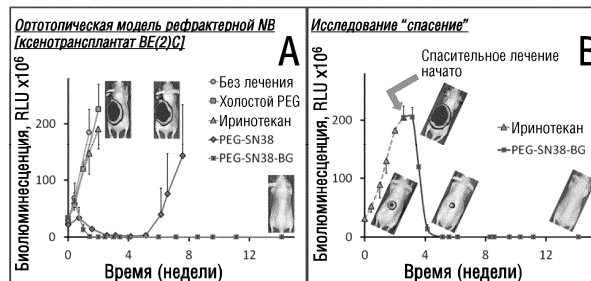 Ортотопическая модель рефрактерной NB
[ксенотрансплантат BE(2)C]
A
Биолюминесценция, RLU x10⁶
200
100
0
Без лечения
Холостой PEG
Иринотекан
PEG-SN38
PEG-SN38-BG
0
4
8
12
Время (недели)
Исследование “спасение”
B
Спасительное лечение
начато
Биолюминесценция, RLU x10⁶
200
100
0
Иринотекан
PEG-SN38-BG
0
4
8
12
Время (недели)